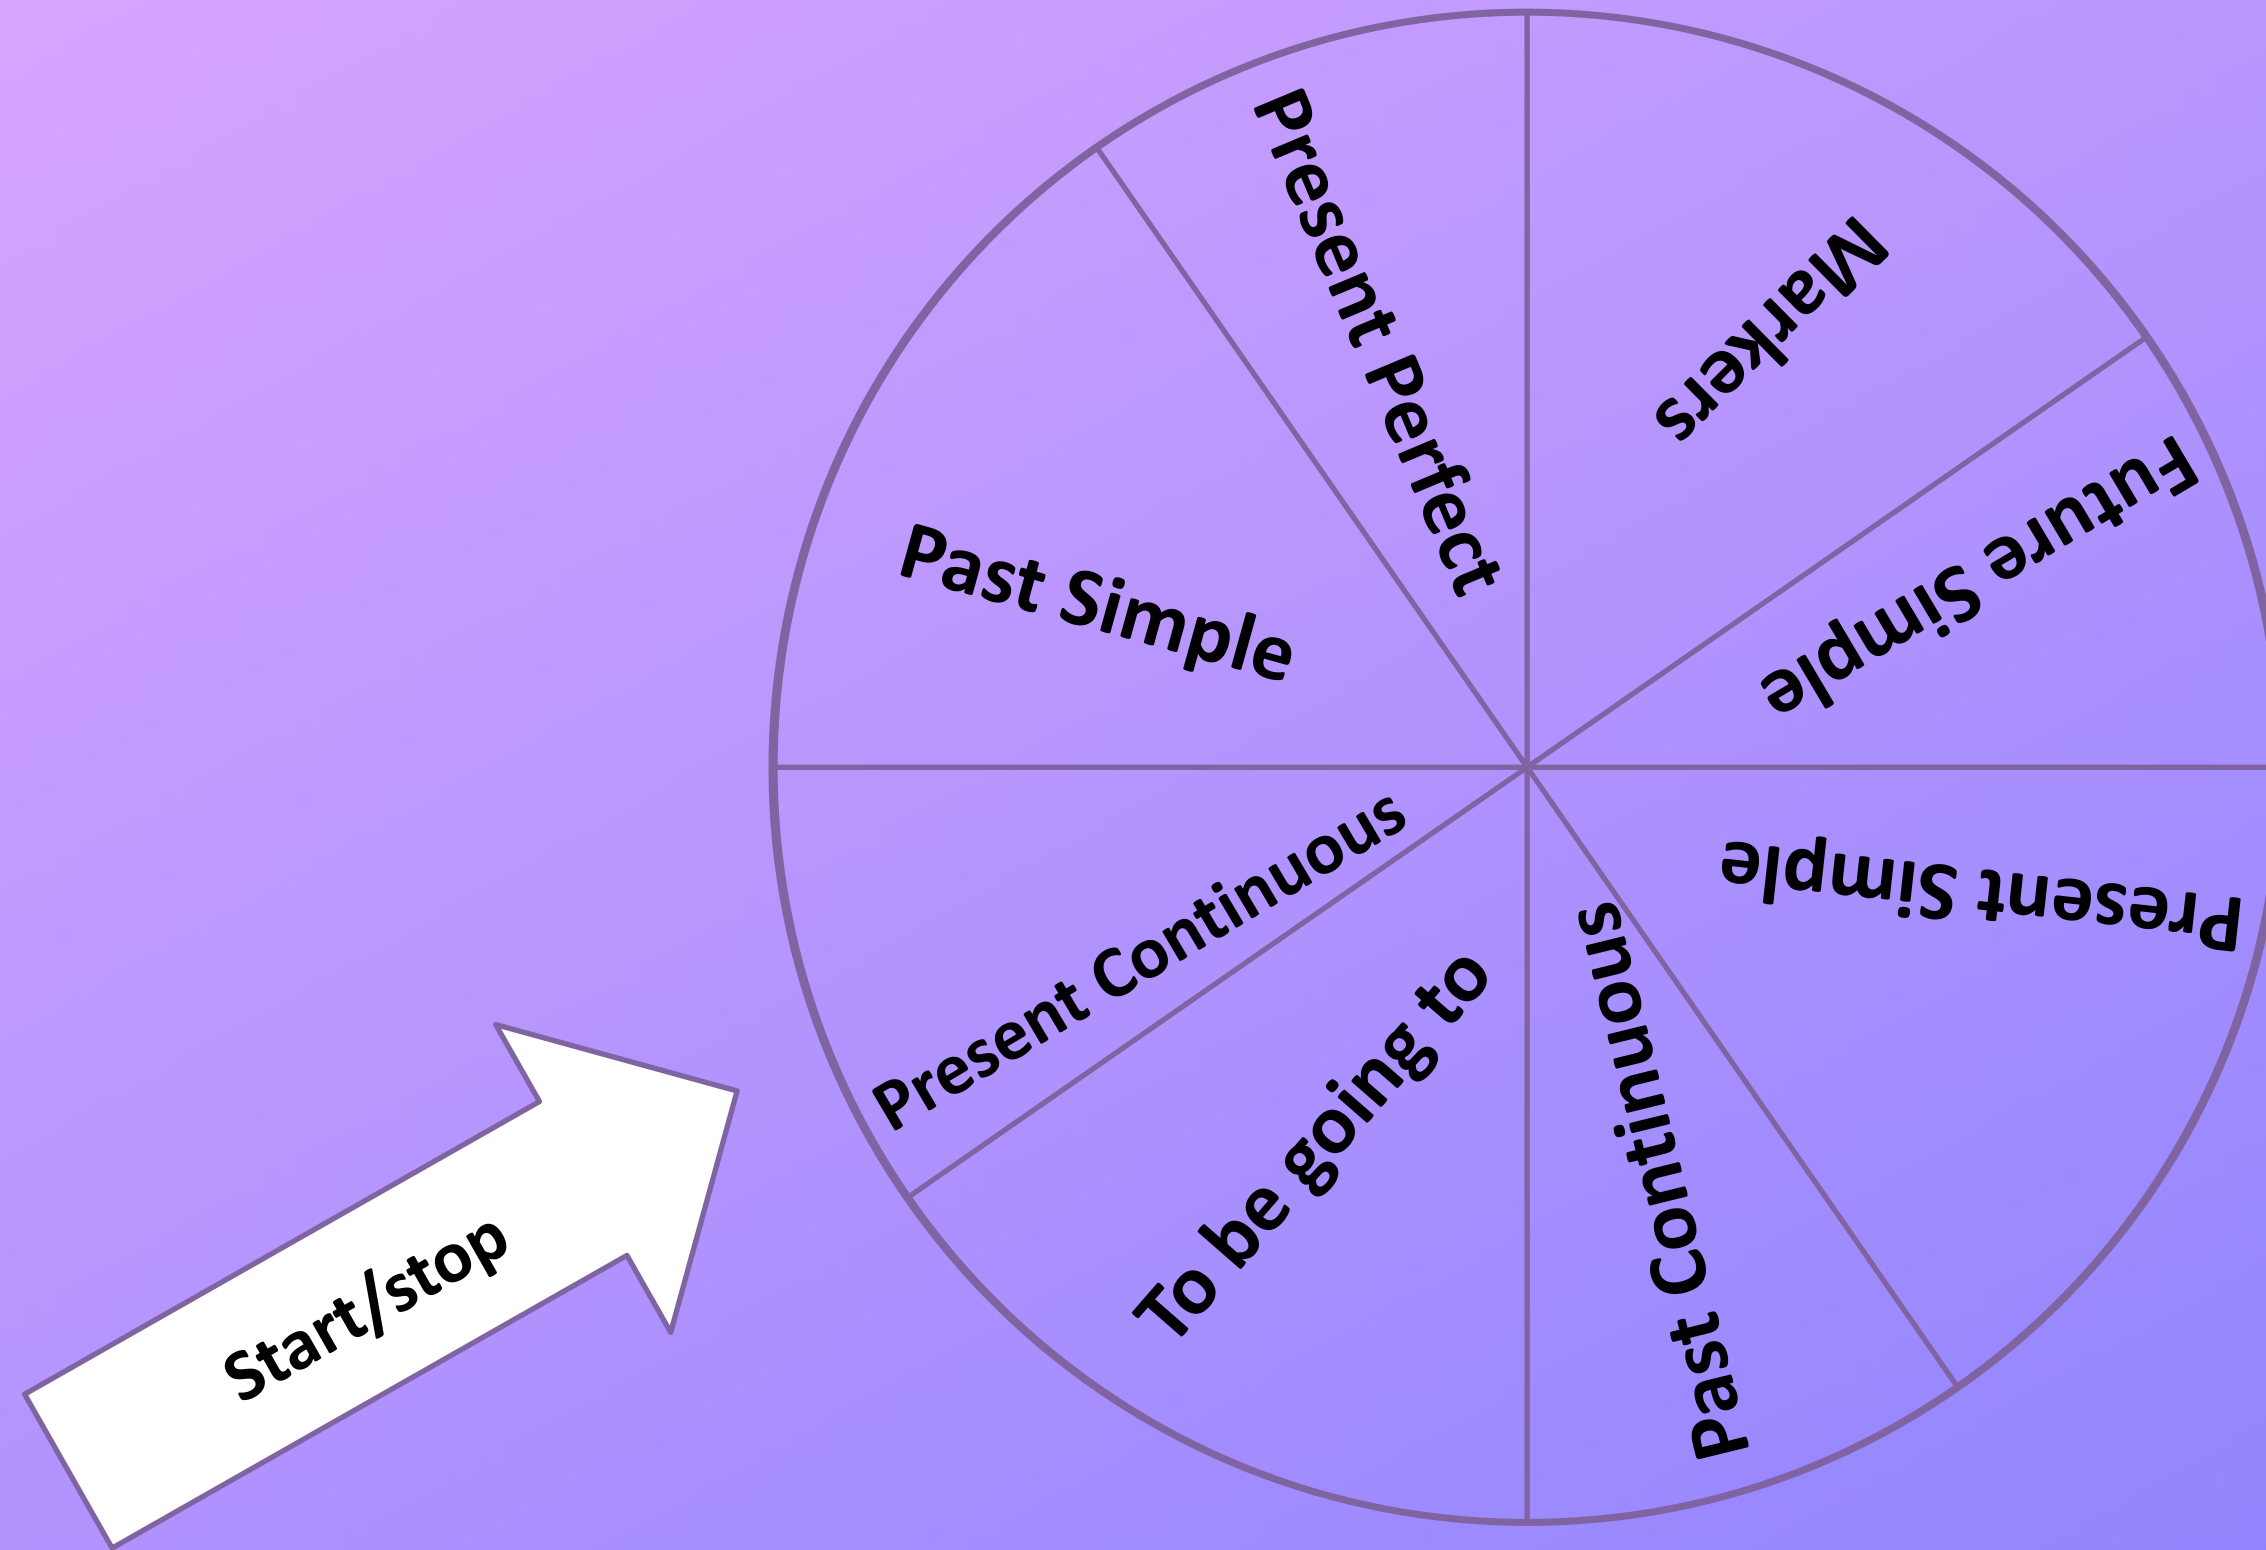 Present Perfect
Markers
Future Simple
Present Simple
Past Continuous
To be going to
Present Continuous
Past Simple
Start/stop